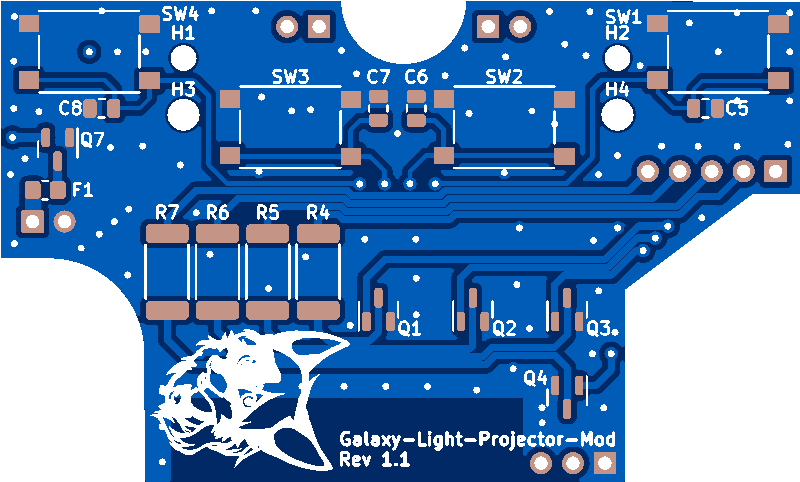 SW4
SW1
H1
H2
SW3
C7 C6
SW2
H3
H4
C8
C5
Q7
F1
R7 R6 R5 R4
Q1
Q2
Q3
Q4
Galaxy-Light-Projector-Mod
Rev 1.1